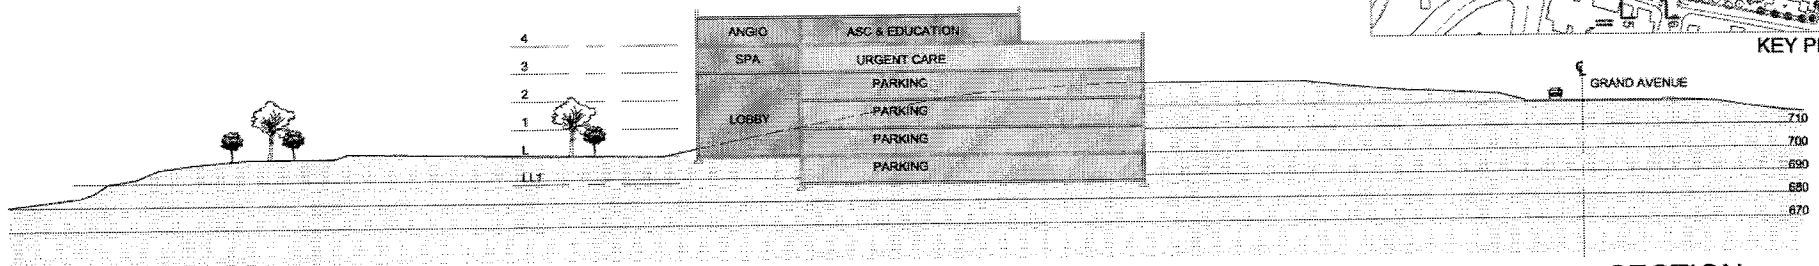 KEY
4 ANGIO ASC & EDUCATION
3 SPA URGENT CARE
PARKING
GRAND AVENUE
2 PARKING
1 LOBBY
PARKING
L
PARKING
LL1
710
700
690
680
670